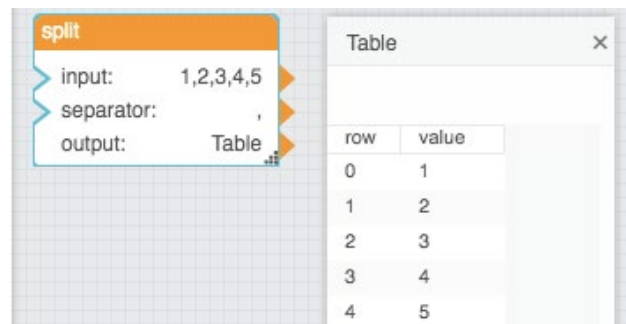 split
input: 1,2,3,4,5
separator: ,
output: Table
Table ×
row value
0 1
1 2
2 3
3 4
4 5